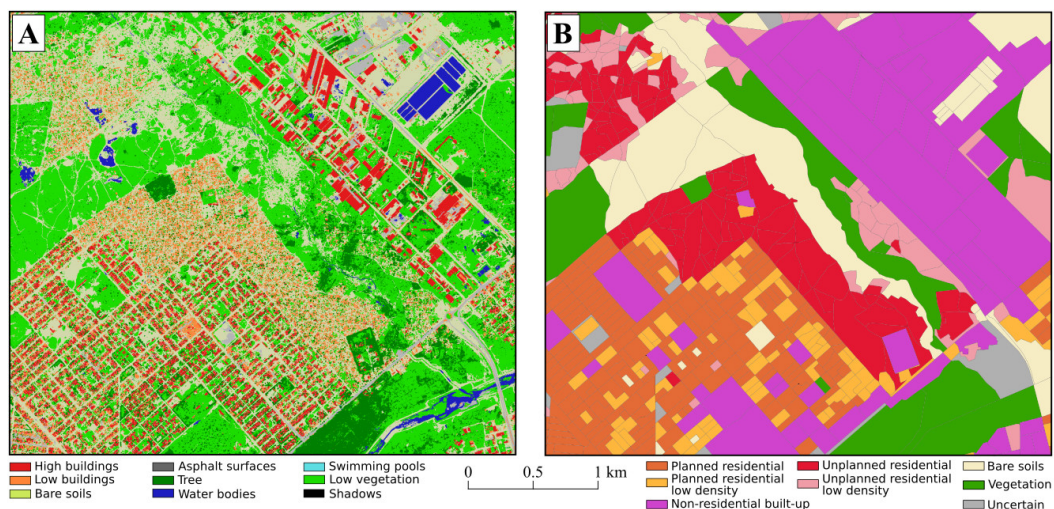 A
B
High buildings
Low buildings
Bare soils
Asphalt surfaces
Tree
Water bodies
Swimming pools
Low vegetation
Shadows
0 0.5 1 km
Planned residential
Planned residential
low density
Non-residential built-up
Unplanned residential
Unplanned residential
low density
Bare soils
Vegetation
Uncertain